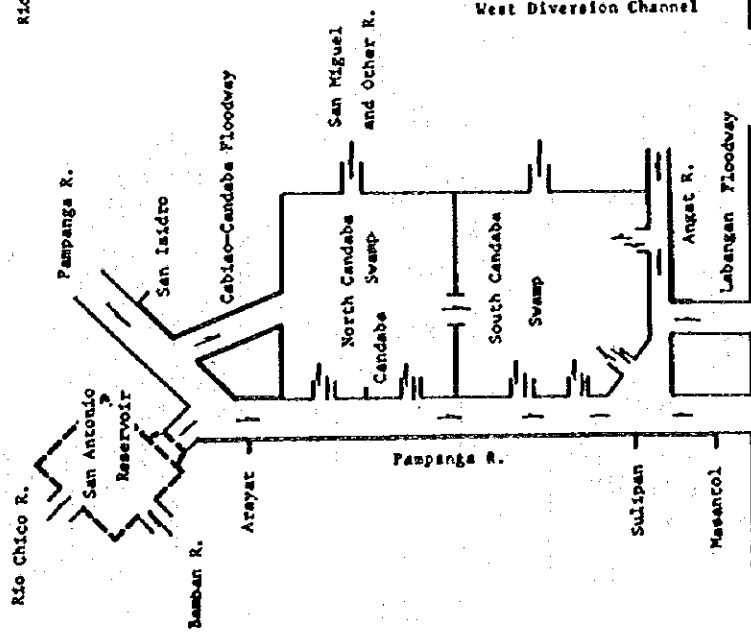 West Diversion Channel
Pampanga R.
San Isidro
Cabiao-Candaba Floodway
San Miguel
and Other R.
Rio Chico R.
San Antonio
Reservoir
Bamban R.
Arayat
North Candaba
Swamp
Candaba
South Candaba
Swamp
Pampanga R.
Angat R.
Labangan Floodway
Sulipan
Masantol